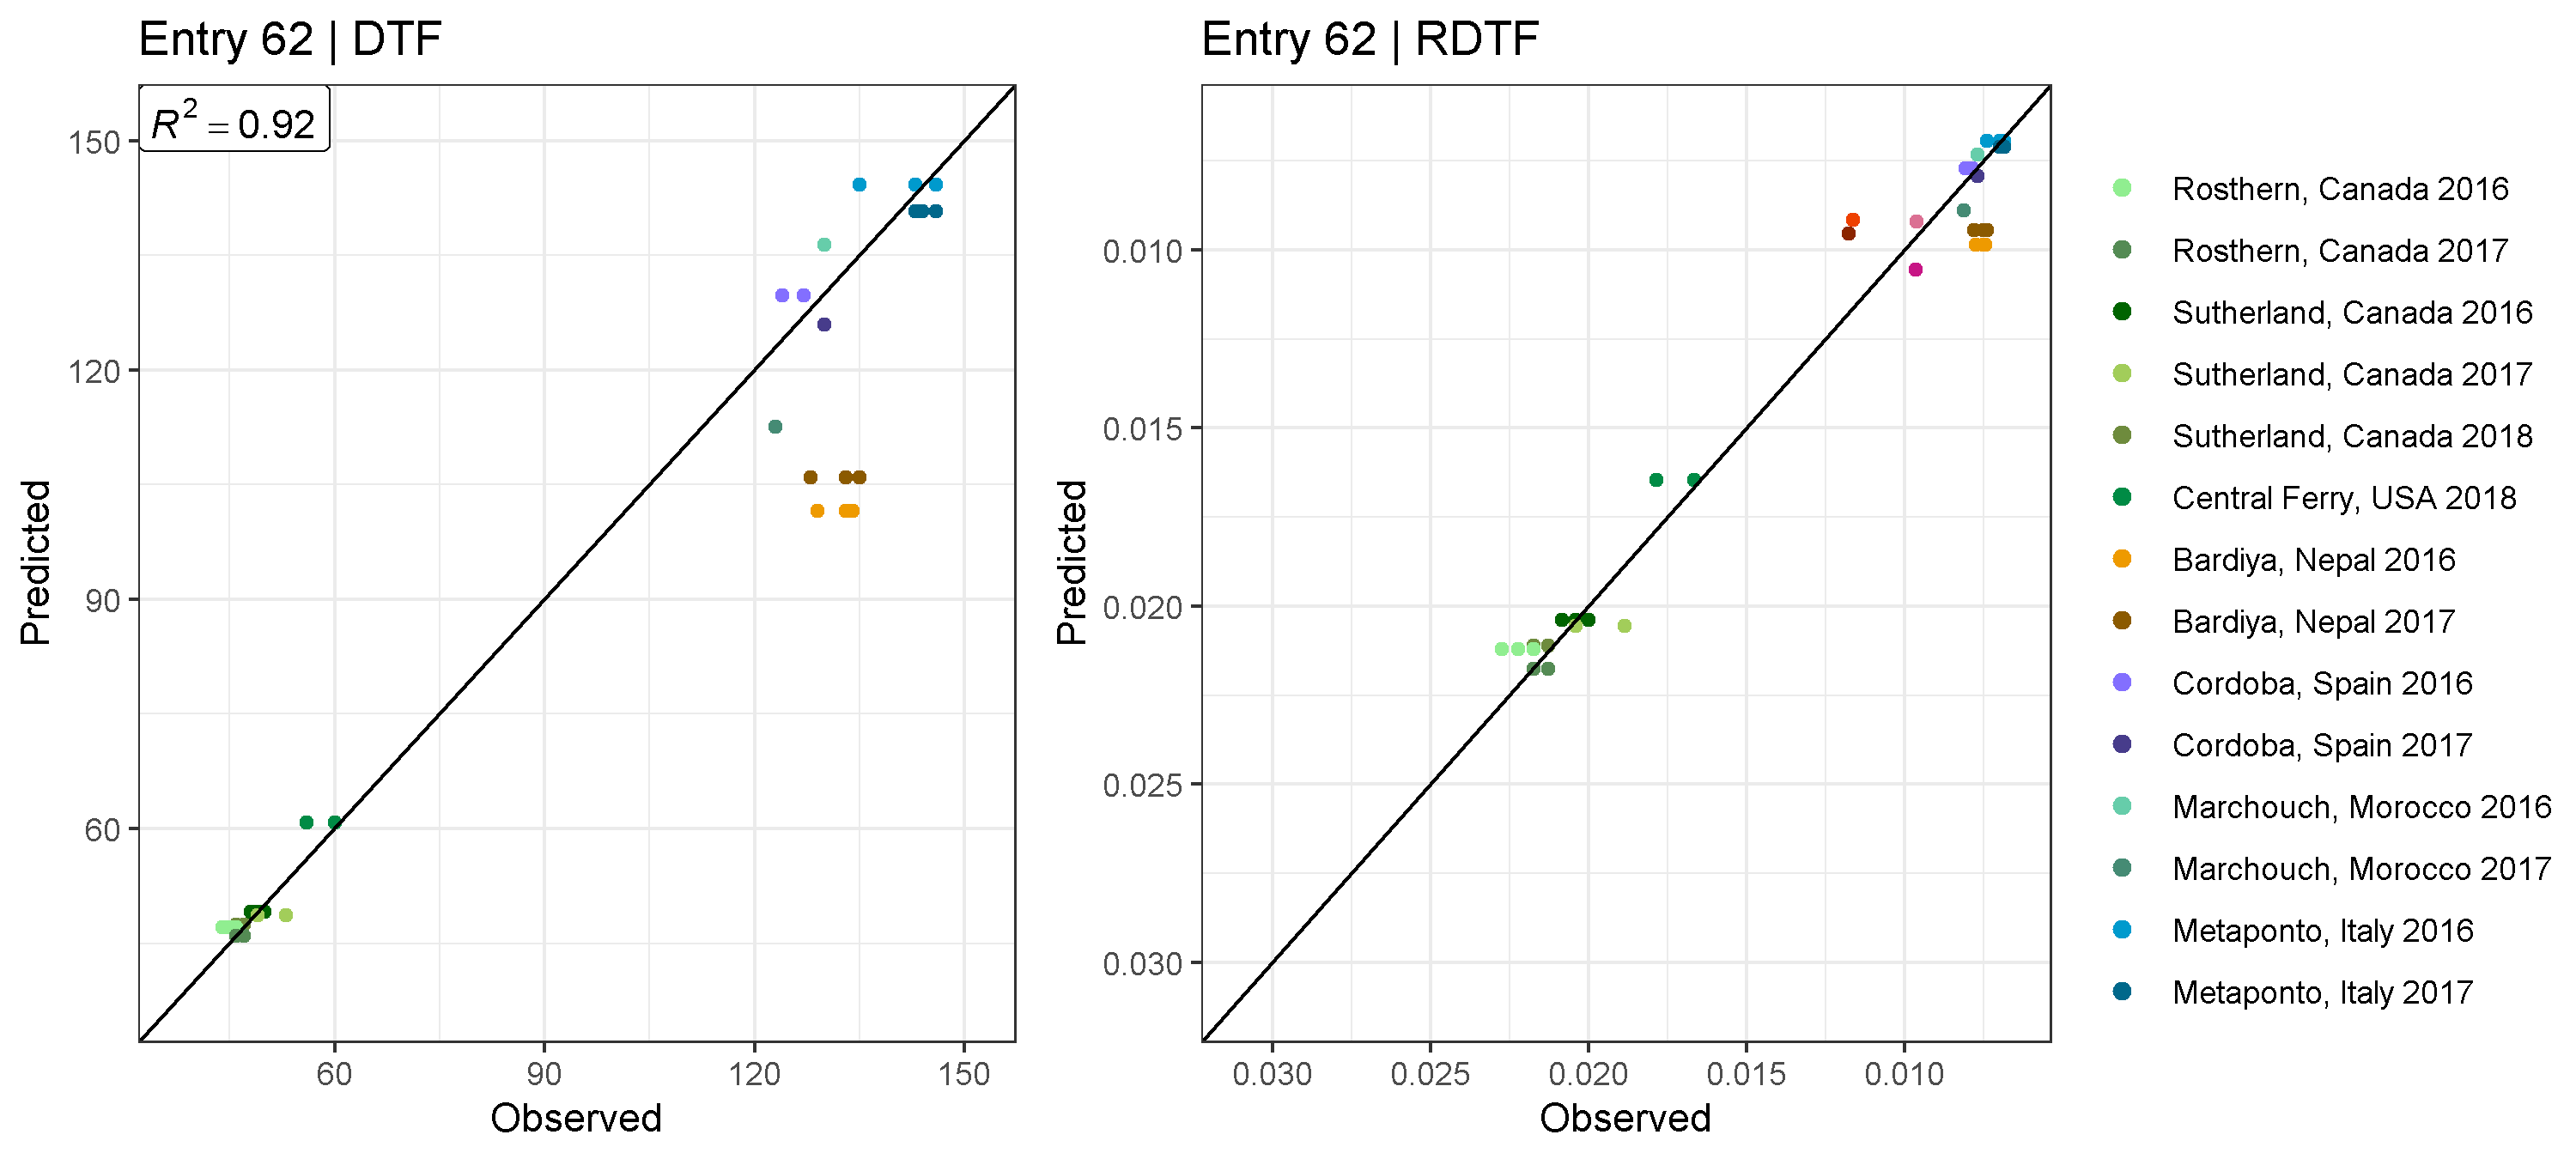 Entry 62 | DTF
R² = 0.92
150
120
90
60
60 90 120 150
Predicted
Observed
Entry 62 | RDTF
0.010
0.015
0.020
0.025
0.030
0.030 0.025 0.020 0.015 0.010
Predicted
Observed
Rosthern, Canada 2016
Rosthern, Canada 2017
Sutherland, Canada 2016
Sutherland, Canada 2017
Sutherland, Canada 2018
Central Ferry, USA 2018
Bardiya, Nepal 2016
Bardiya, Nepal 2017
Cordoba, Spain 2016
Cordoba, Spain 2017
Marchouch, Morocco 2016
Marchouch, Morocco 2017
Metaponto, Italy 2016
Metaponto, Italy 2017